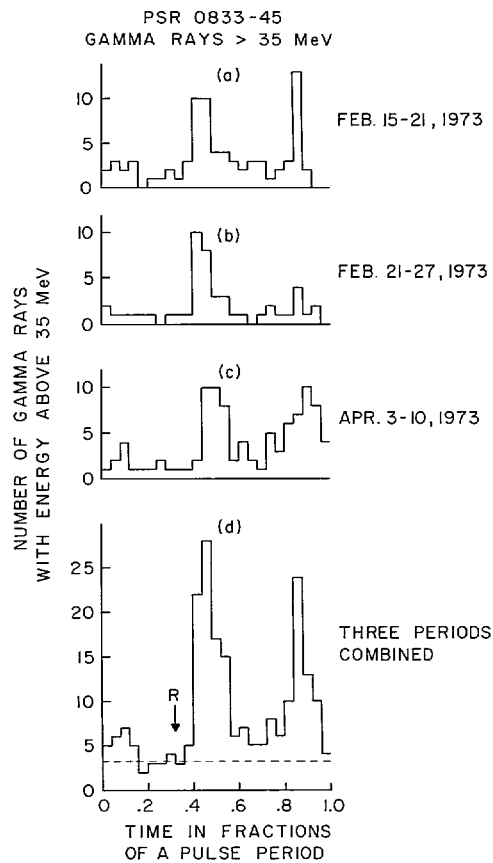 PSR 0833-45
GAMMA RAYS > 35 MeV
(a)
10
5
0
FEB. 15-21, 1973
(b)
10
5
0
FEB. 21-27, 1973
(c)
10
5
0
APR. 3-10, 1973
NUMBER OF GAMMA RAYS
WITH ENERGY ABOVE 35 MeV
(d)
25
20
15
10
5
0
R
THREE PERIODS
COMBINED
0 .2 .4 .6 .8 1.0
TIME IN FRACTIONS
OF A PULSE PERIOD